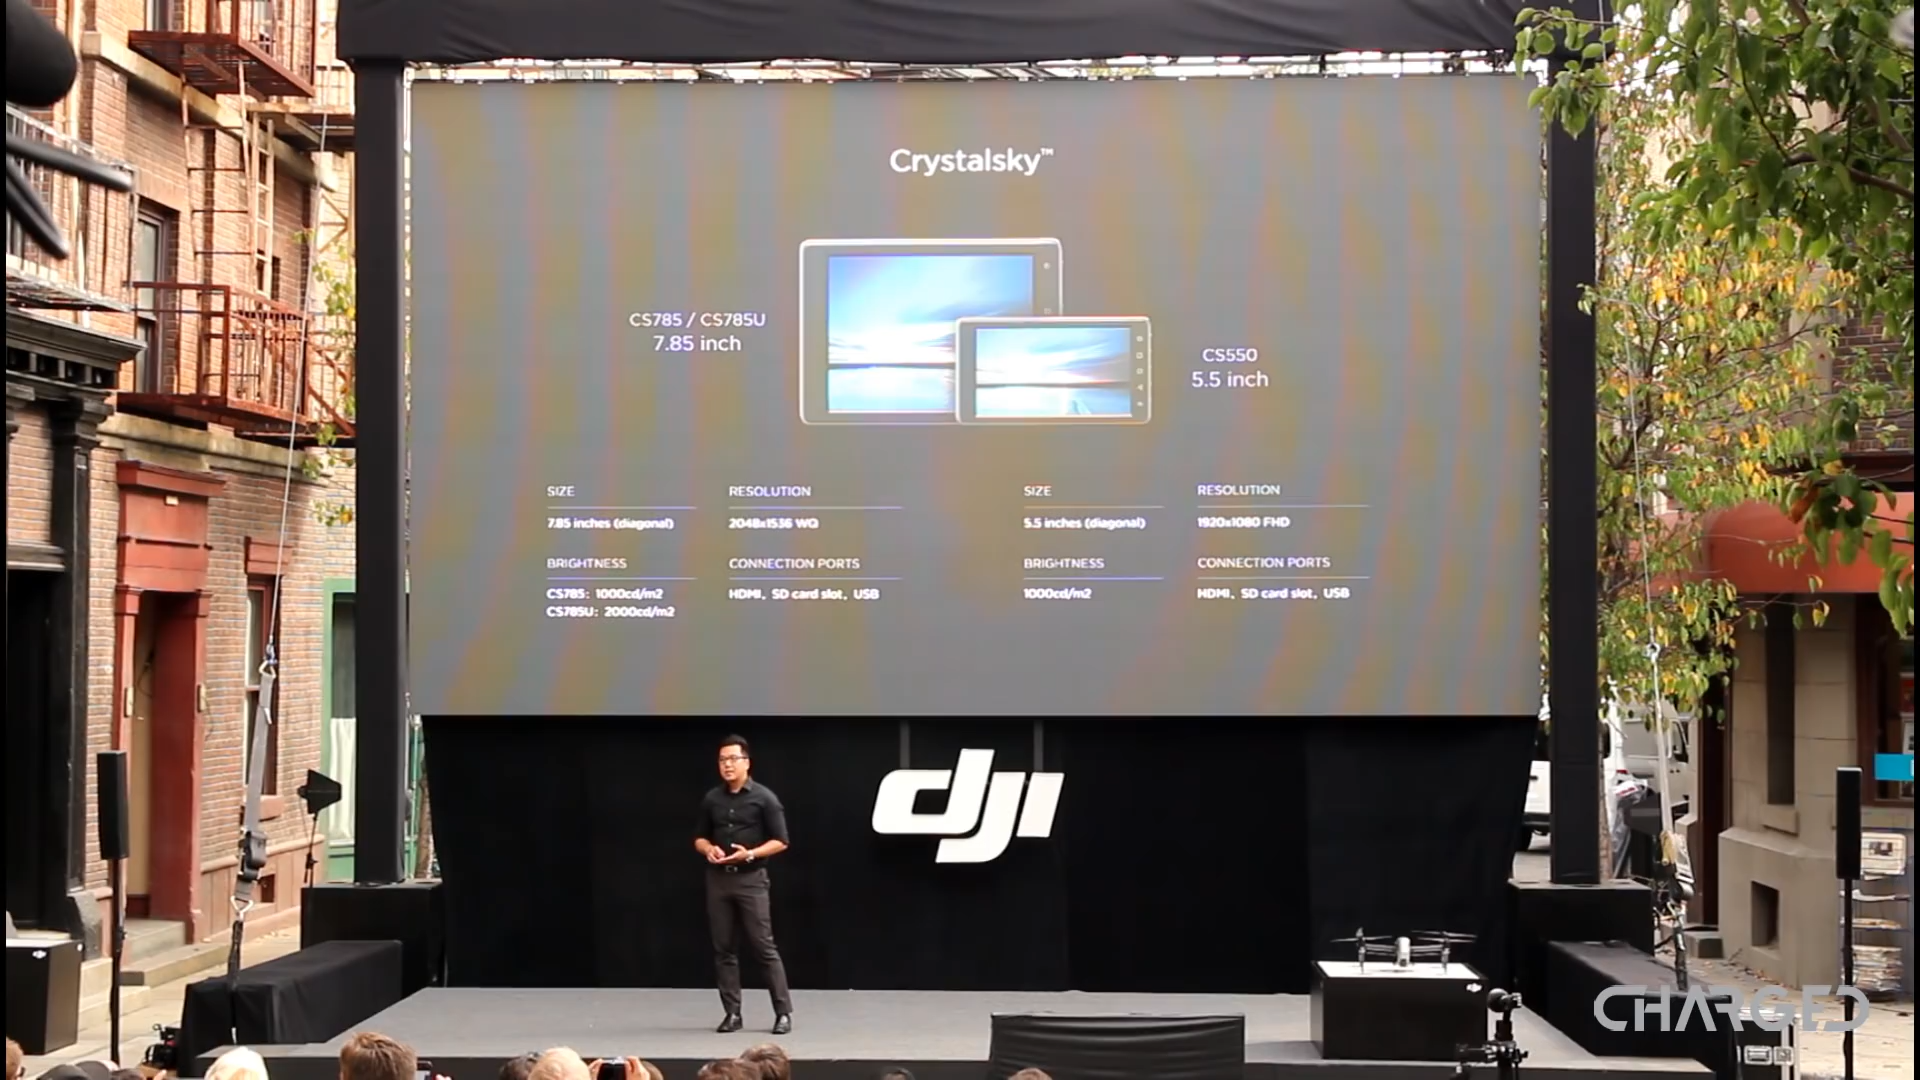 Crystalsky™
CS785 / CS785U
7.85 inch
CS550
5.5 inch
SIZE
7.85 inches (diagonal)
RESOLUTION
2048x1536 WQ
BRIGHTNESS
CS785: 1000cd/m2
CS785U: 2000cd/m2
CONNECTION PORTS
HDMI、SD card slot、USB
SIZE
5.5 inches (diagonal)
RESOLUTION
1920x1080 FHD
BRIGHTNESS
1000cd/m2
CONNECTION PORTS
HDMI、SD card slot、USB
dji
dji
dji
CHARGED